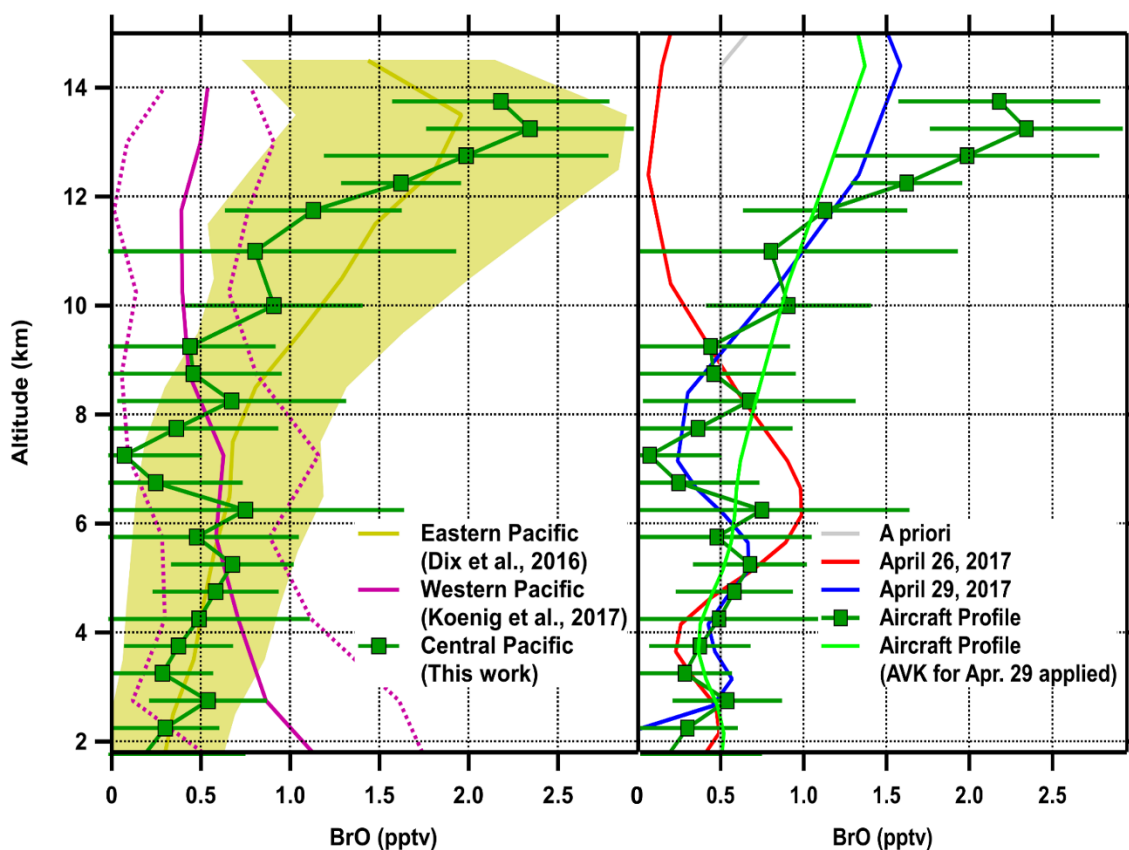 Altitude (km)
14
12
10
8
6
4
2
Eastern Pacific
(Dix et al., 2016)
Western Pacific
(Koenig et al., 2017)
Central Pacific
(This work)
0
0.5
1.0
1.5
2.0
2.5
BrO (pptv)
A priori
April 26, 2017
April 29, 2017
Aircraft Profile
Aircraft Profile
(AVK for Apr. 29 applied)
0
0.5
1.0
1.5
2.0
2.5
BrO (pptv)